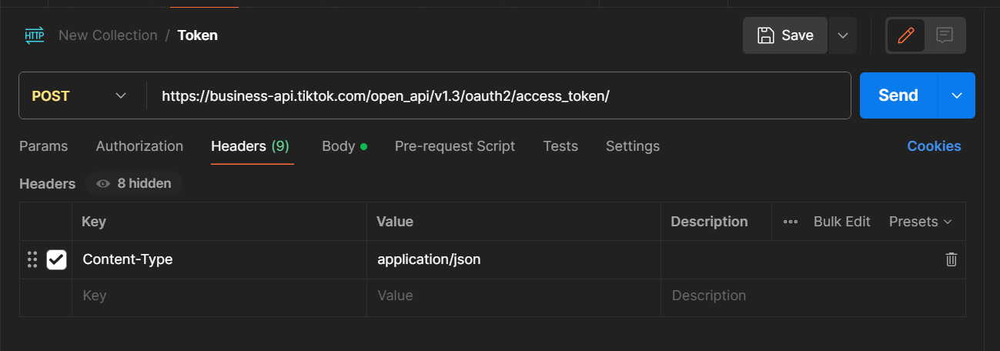 HTTP New Collection / Token Save
POST https://business-api.tiktok.com/open_api/v1.3/oauth2/access_token/ Send
Params Authorization Headers (9) Body Pre-request Script Tests Settings Cookies
Headers 8 hidden
Key Value Description Bulk Edit Presets
Content-Type application/json
Key Value Description